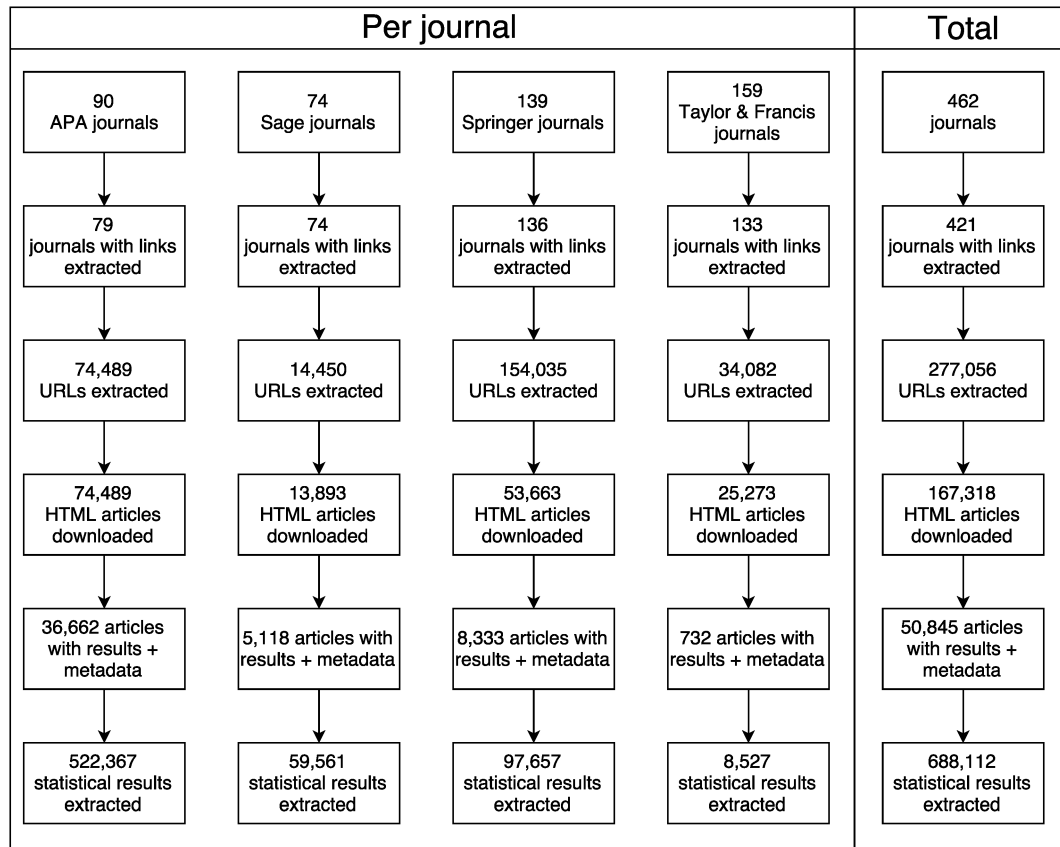 Per journal
Total
90
APA journals
74
Sage journals
139
Springer journals
159
Taylor & Francis
journals
462
journals
79
journals with links
extracted
74
journals with links
extracted
136
journals with links
extracted
133
journals with links
extracted
421
journals with links
extracted
74,489
URLs extracted
14,450
URLs extracted
154,035
URLs extracted
34,082
URLs extracted
277,056
URLs extracted
74,489
HTML articles
downloaded
13,893
HTML articles
downloaded
53,663
HTML articles
downloaded
25,273
HTML articles
downloaded
167,318
HTML articles
downloaded
36,662 articles
with results +
metadata
5,118 articles with
results + metadata
8,333 articles with
results + metadata
732 articles with
results + metadata
50,845 articles
with results +
metadata
522,367
statistical results
extracted
59,561
statistical results
extracted
97,657
statistical results
extracted
8,527
statistical results
extracted
688,112
statistical results
extracted